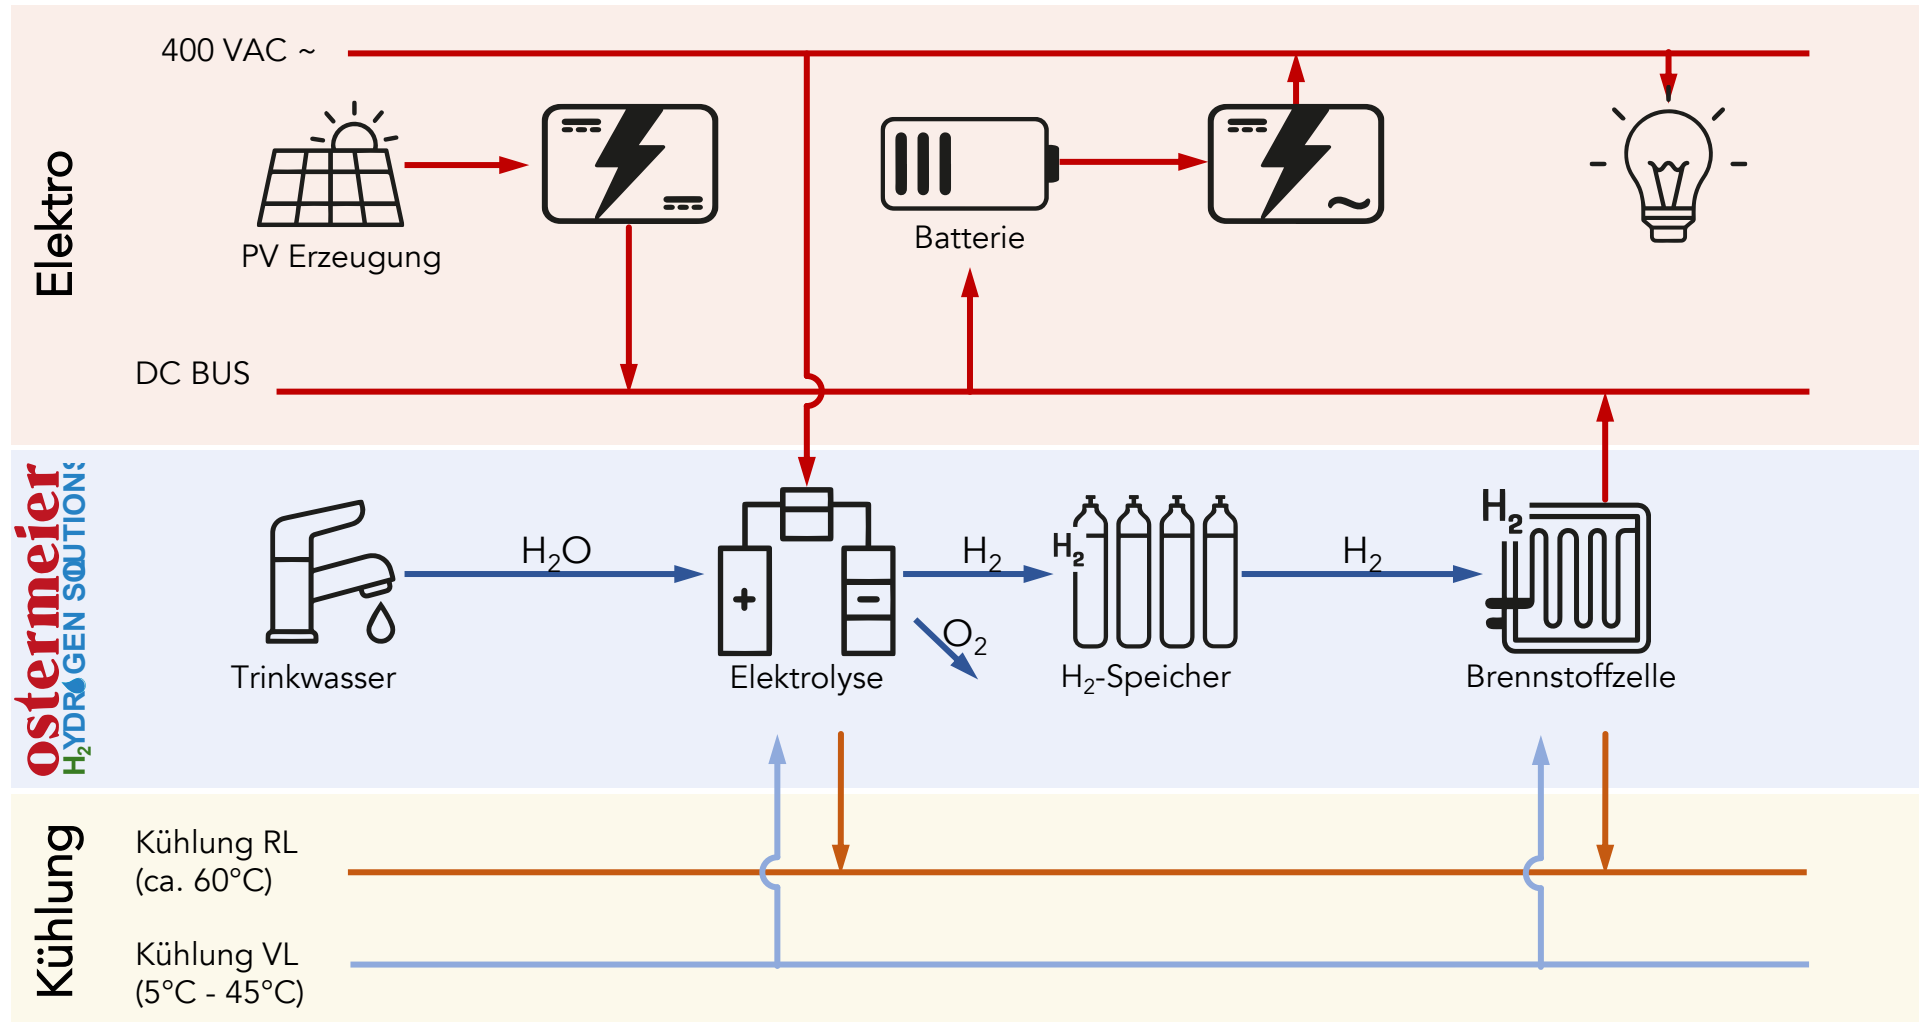 Elektro
400 VAC ~
PV Erzeugung
Batterie
DC BUS
ostermeier
H₂YDROGEN SOLUTIONS
H₂O
H₂
O₂
H₂
H₂
H₂
Trinkwasser
+
-
Elektrolyse
H₂-Speicher
Brennstoffzelle
Kühlung
Kühlung RL
(ca. 60°C)
Kühlung VL
(5°C - 45°C)